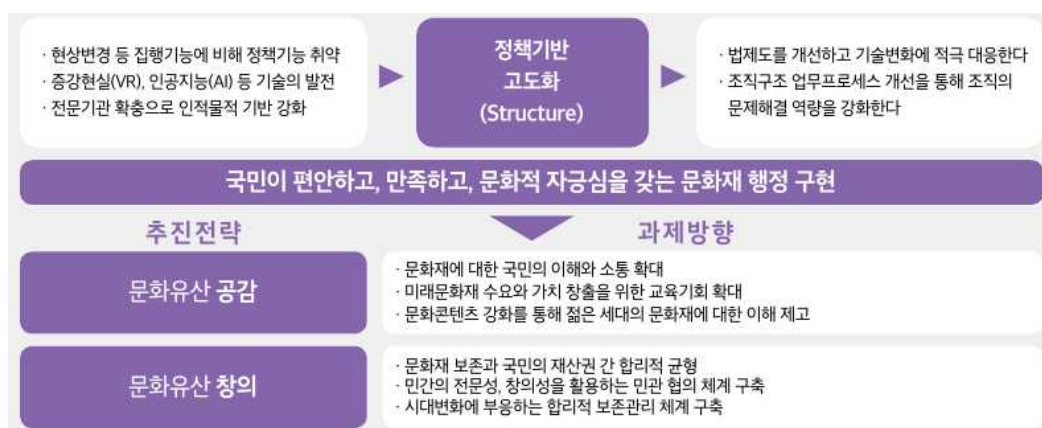 · 현상변경 등 집행기능에 비해 정책기능 취약
· 증강현실(VR), 인공지능(AI) 등 기술의 발전
· 전문기관 확충으로 인적물적 기반 강화
정책기반
고도화
(Structure)
· 법제도를 개선하고 기술변화에 적극 대응한다
· 조직구조 업무프로세스 개선을 통해 조직의
문제해결 역량을 강화한다
국민이 편안하고, 만족하고, 문화적 자긍심을 갖는 문화재 행정 구현
추진전략
과제방향
문화유산 공감
· 문화재에 대한 국민의 이해와 소통 확대
· 미래문화재 수요와 가치 창출을 위한 교육기회 확대
· 문화콘텐츠 강화를 통해 젊은 세대의 문화재에 대한 이해 제고
문화유산 창의
· 문화재 보존과 국민의 재산권 간 합리적 균형
· 민간의 전문성, 창의성을 활용하는 민관 협의 체계 구축
· 시대변화에 부응하는 합리적 보존관리 체계 구축